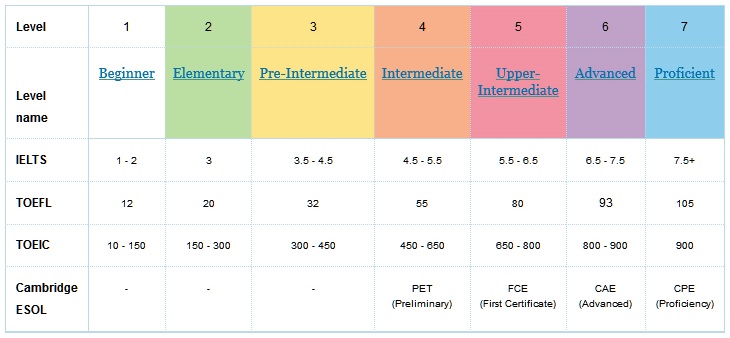 Level 1 2 3 4 5 6 7
Level name Beginner Elementary Pre-Intermediate Intermediate Upper-Intermediate Advanced Proficient
IELTS 1 - 2 3 3.5 - 4.5 4.5 - 5.5 5.5 - 6.5 6.5 - 7.5 7.5+
TOEFL 12 20 32 55 80 93 105
TOEIC 10 - 150 150 - 300 300 - 450 450 - 650 650 - 800 800 - 900 900
Cambridge ESOL - - - PET (Preliminary) FCE (First Certificate) CAE (Advanced) CPE (Proficiency)